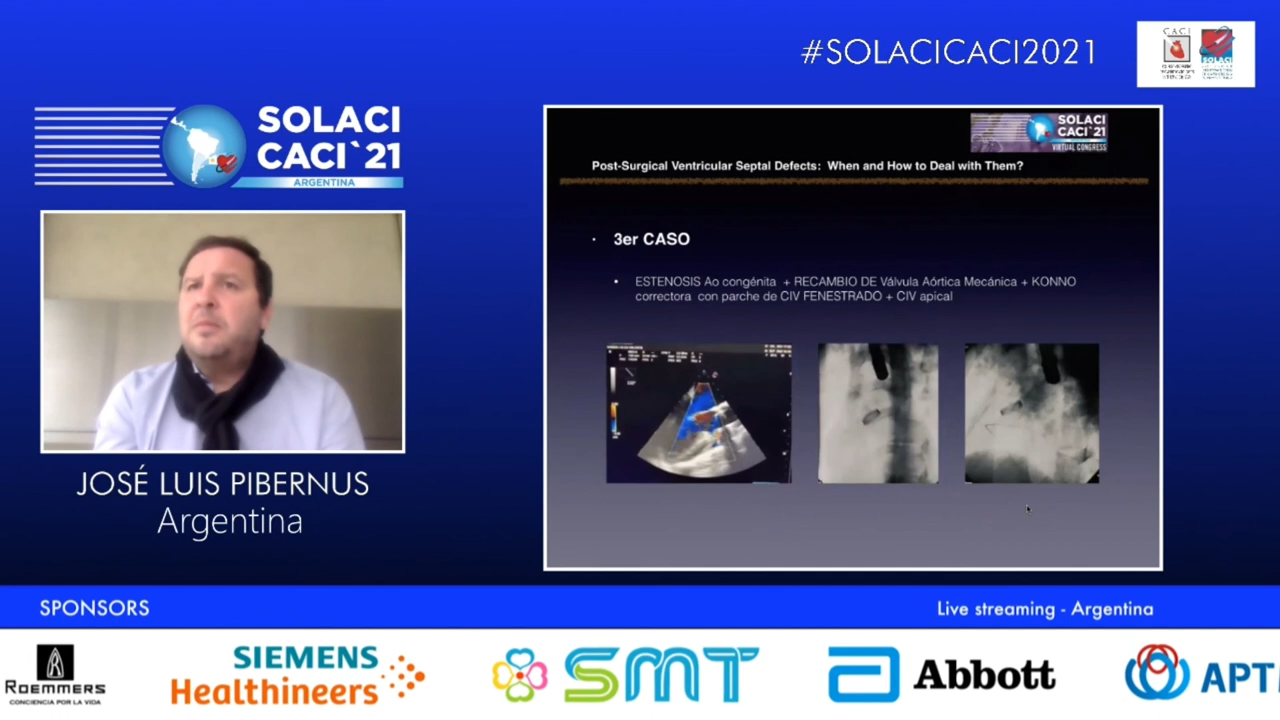 #SOLACICACI2021
CACI
SOLACI
SOLACI
CACI`21
ARGENTINA
SOLACI
CACI`21
VIRTUAL CONGRESS
Post-Surgical Ventricular Septal Defects: When and How to Deal with Them?
• 3er CASO
• ESTENOSIS Ao congénita + RECAMBIO DE Válvula Aórtica Mecánica + KONNO
correctora con parche de CIV FENESTRADO + CIV apical
JOSÉ LUIS PIBERNUS
Argentina
SPONSORS
Live streaming - Argentina
ROEMMERS
CONCIENCIA POR LA VIDA
SIEMENS
Healthineers
SMT
Abbott
APT